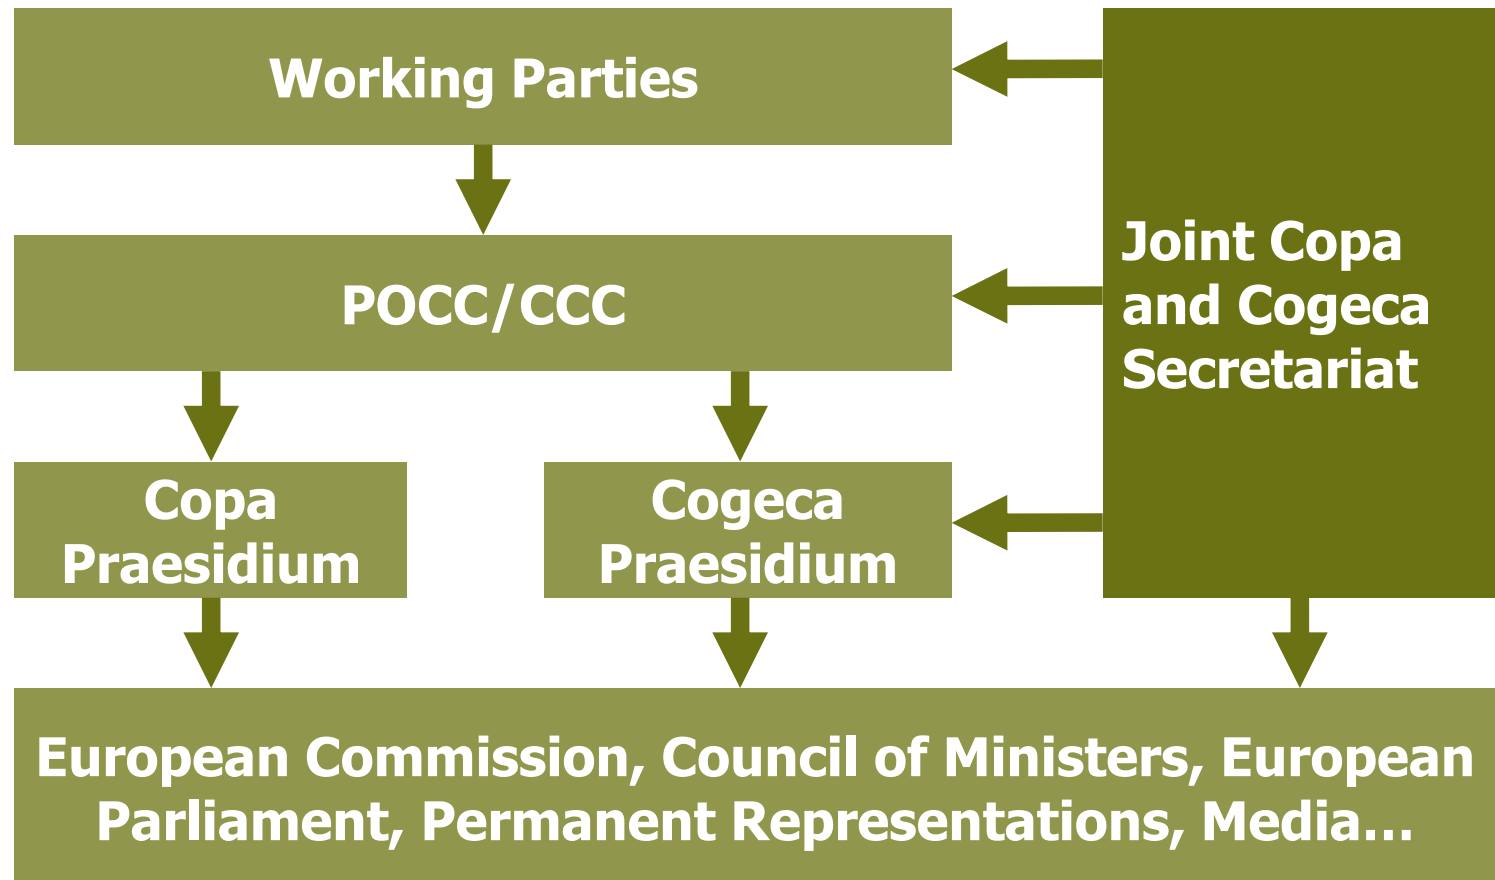 Working Parties
POCC/CCC
Copa
Praesidium
Cogeca
Praesidium
Joint Copa
and Cogeca
Secretariat
European Commission, Council of Ministers, European
Parliament, Permanent Representations, Media...